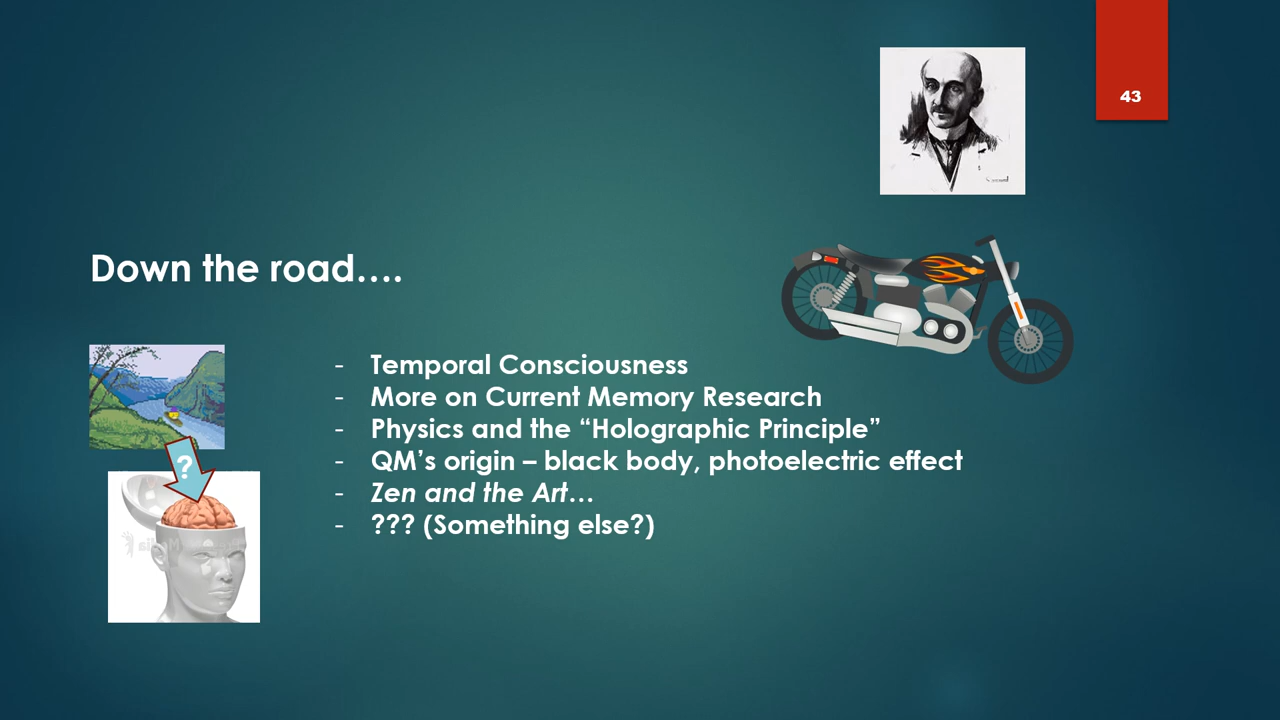 43
Down the road….
- Temporal Consciousness
- More on Current Memory Research
- Physics and the “Holographic Principle”
- QM’s origin – black body, photoelectric effect
- Zen and the Art…
- ??? (Something else?)
?